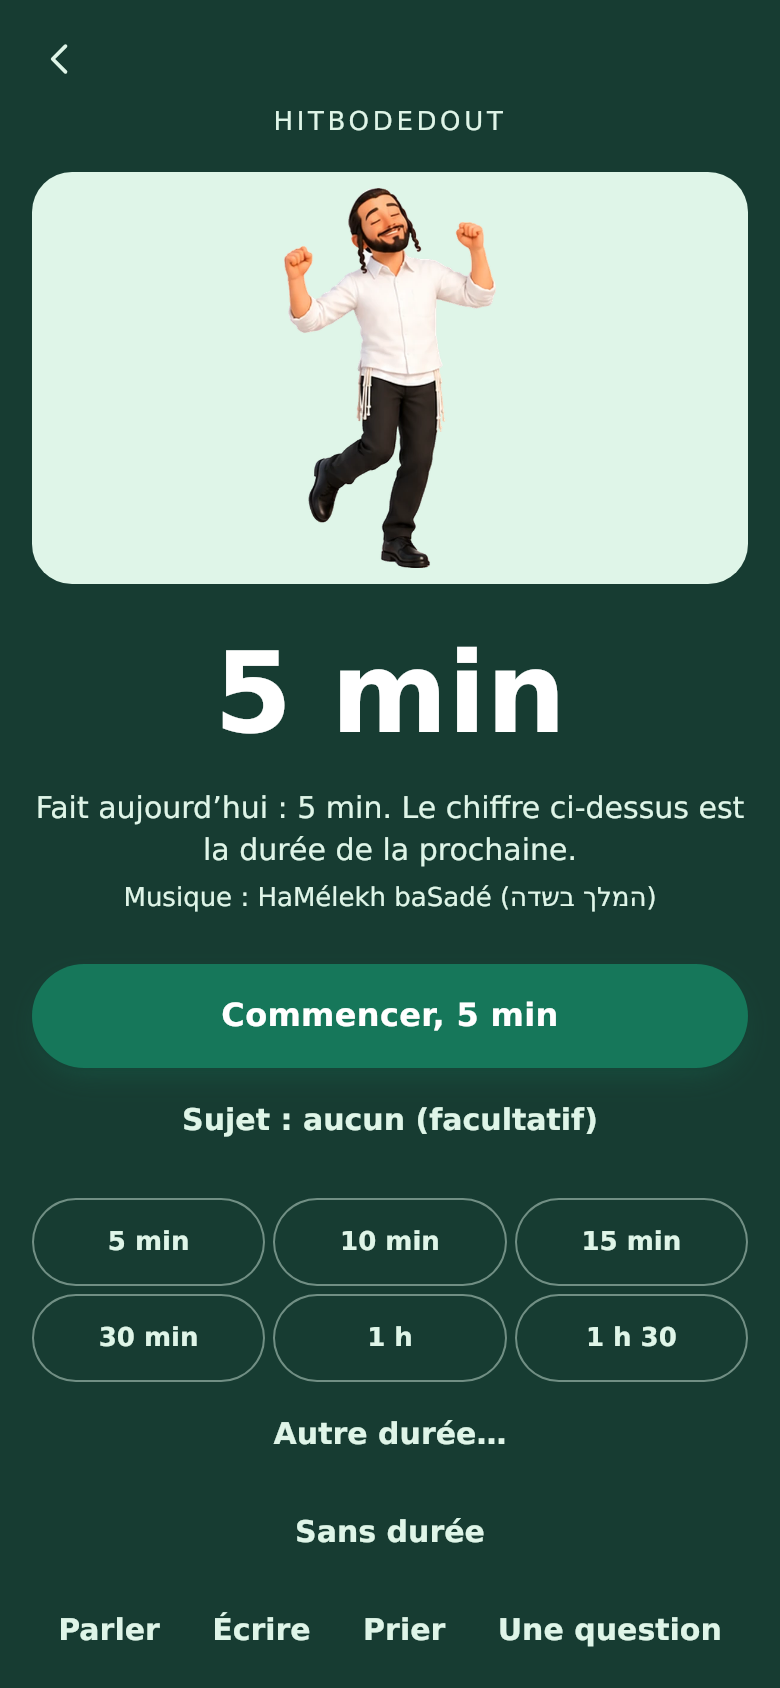 HITBODEDOUT
5 min
Fait aujourd’hui : 5 min. Le chiffre ci-dessus est
la durée de la prochaine.
Musique : HaMélekh baSadé (המלך בשדה)
Commencer, 5 min
Sujet : aucun (facultatif)
5 min 10 min 15 min
30 min 1 h 1 h 30
Autre durée…
Sans durée
Parler Écrire Prier Une question